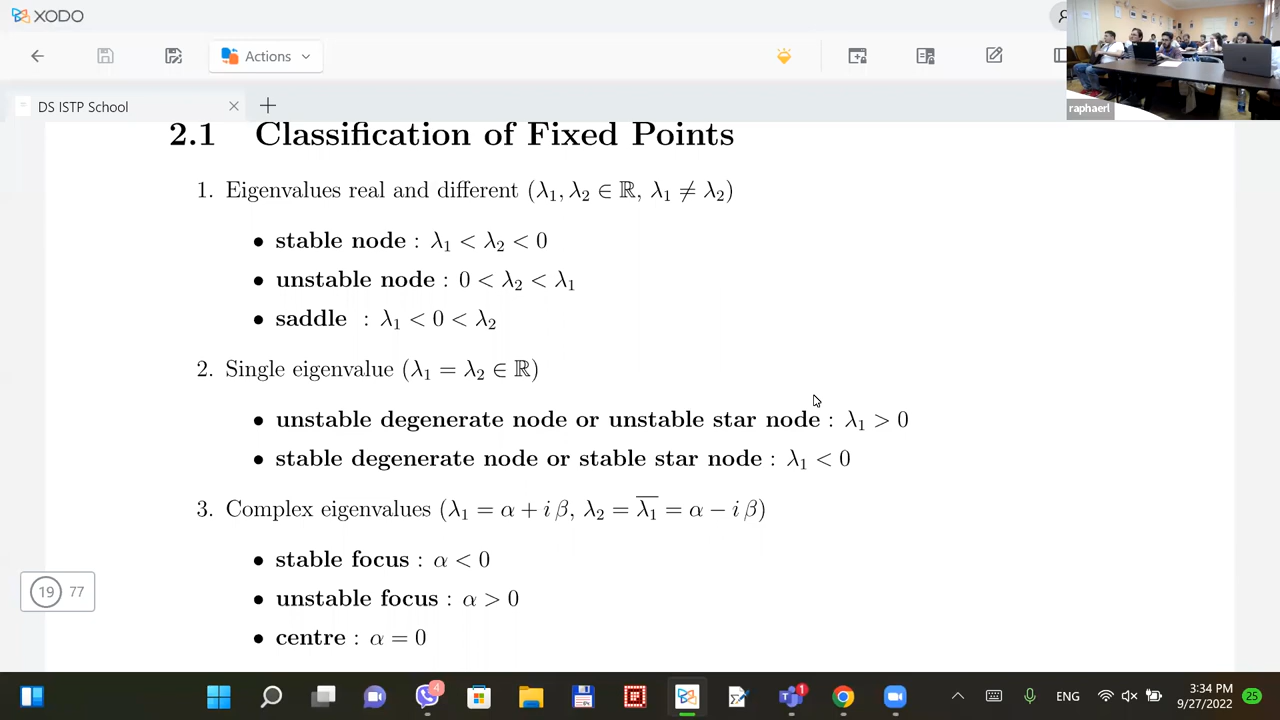 XODO
Actions
DS ISTP School
raphaerl
2.1 Classification of Fixed Points
1. Eigenvalues real and different (λ₁, λ₂ ∈ ℝ, λ₁ ≠ λ₂)
• stable node : λ₁ < λ₂ < 0
• unstable node : 0 < λ₂ < λ₁
• saddle : λ₁ < 0 < λ₂
2. Single eigenvalue (λ₁ = λ₂ ∈ ℝ)
• unstable degenerate node or unstable star node : λ₁ > 0
• stable degenerate node or stable star node : λ₁ < 0
3. Complex eigenvalues (λ₁ = α + i β, λ₂ = λ̅₁ = α − i β)
• stable focus : α < 0
• unstable focus : α > 0
• centre : α = 0
19 77
4
1
ENG
3:34 PM
9/27/2022
25